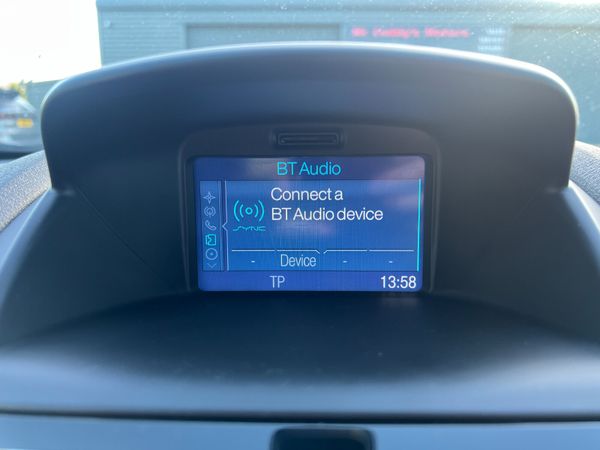 BT Audio
Connect a
BT Audio device
SYNC
- Device - -
TP 13:58